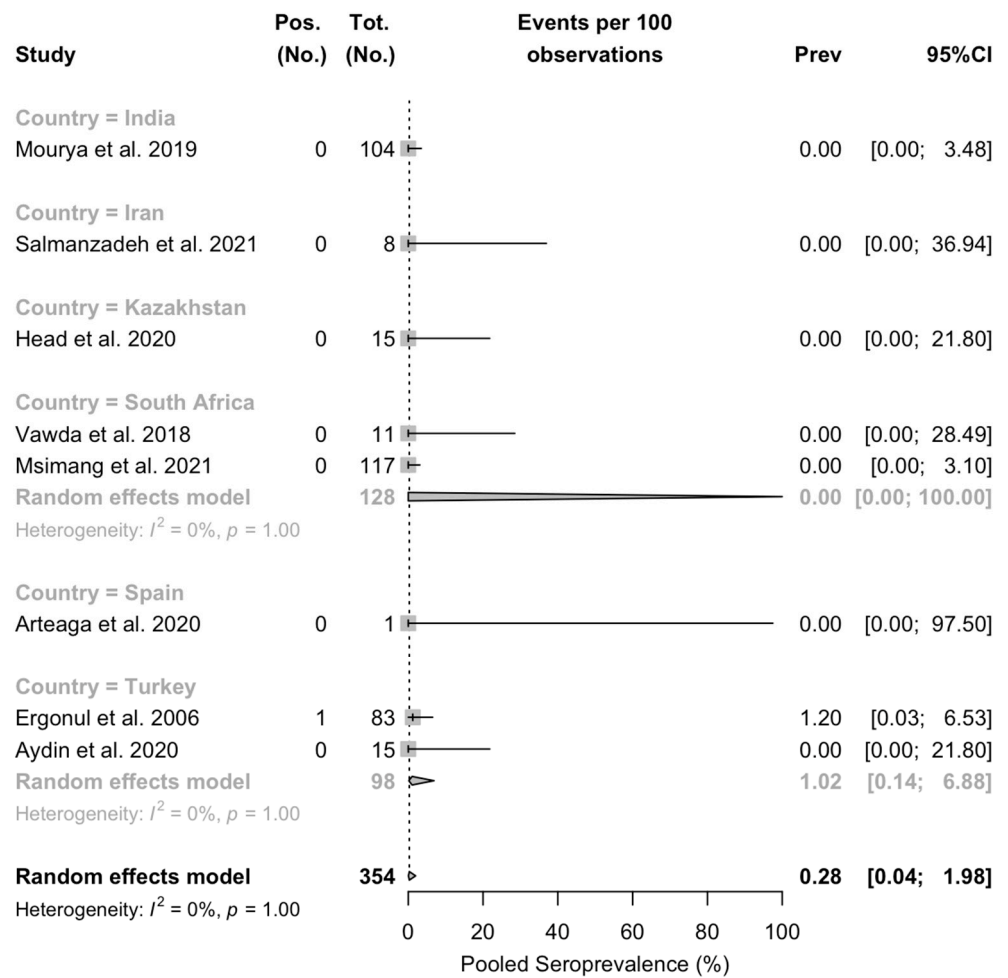 Pos. Tot. Events per 100
Study (No.) (No.) observations Prev 95%CI
Country = India
Mourya et al. 2019 0 104 0.00 [0.00; 3.48]
Country = Iran
Salmanzadeh et al. 2021 0 8 0.00 [0.00; 36.94]
Country = Kazakhstan
Head et al. 2020 0 15 0.00 [0.00; 21.80]
Country = South Africa
Vawda et al. 2018 0 11 0.00 [0.00; 28.49]
Msimang et al. 2021 0 117 0.00 [0.00; 3.10]
Random effects model 128 0.00 [0.00; 100.00]
Heterogeneity: I² = 0%, p = 1.00
Country = Spain
Arteaga et al. 2020 0 1 0.00 [0.00; 97.50]
Country = Turkey
Ergonul et al. 2006 1 83 1.20 [0.03; 6.53]
Aydin et al. 2020 0 15 0.00 [0.00; 21.80]
Random effects model 98 1.02 [0.14; 6.88]
Heterogeneity: I² = 0%, p = 1.00
Random effects model 354 0.28 [0.04; 1.98]
Heterogeneity: I² = 0%, p = 1.00
0 20 40 60 80 100
Pooled Seroprevalence (%)